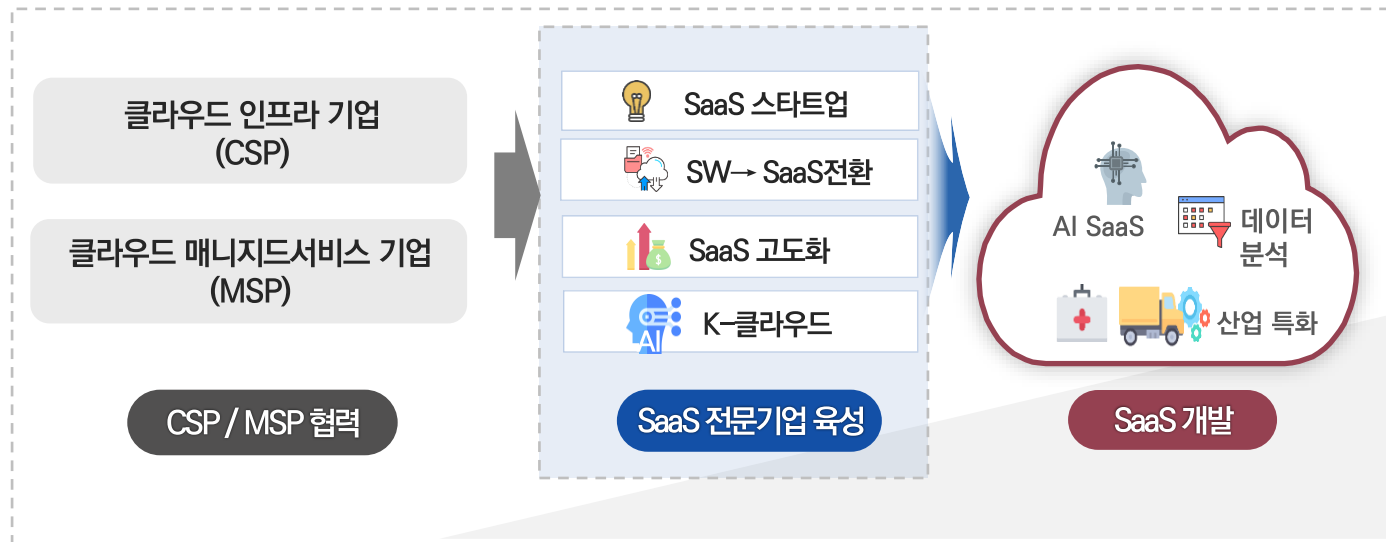 클라우드 인프라 기업
(CSP)
클라우드 매니지드서비스 기업
(MSP)
CSP / MSP 협력
SaaS 스타트업
SW→ SaaS전환
$
SaaS 고도화
AI
K-클라우드
SaaS 전문기업 육성
AI SaaS
데이터
분석
산업 특화
SaaS 개발